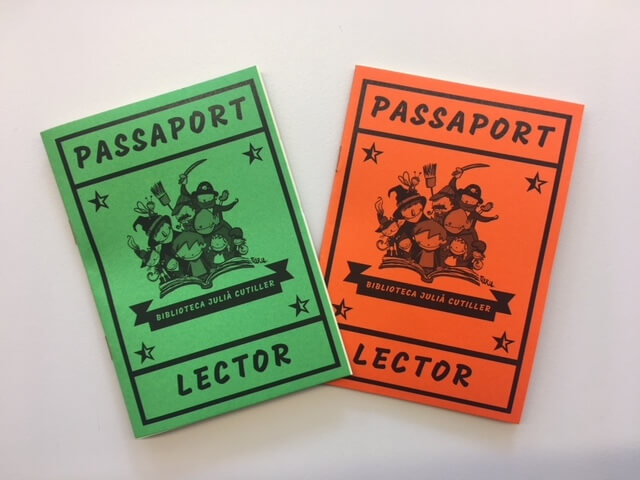 PASSAPORT
BIBLIOTECA JULIÀ CUTILLER
LECTOR
PASSAPORT
BIBLIOTECA JULIÀ CUTILLER
LECTOR